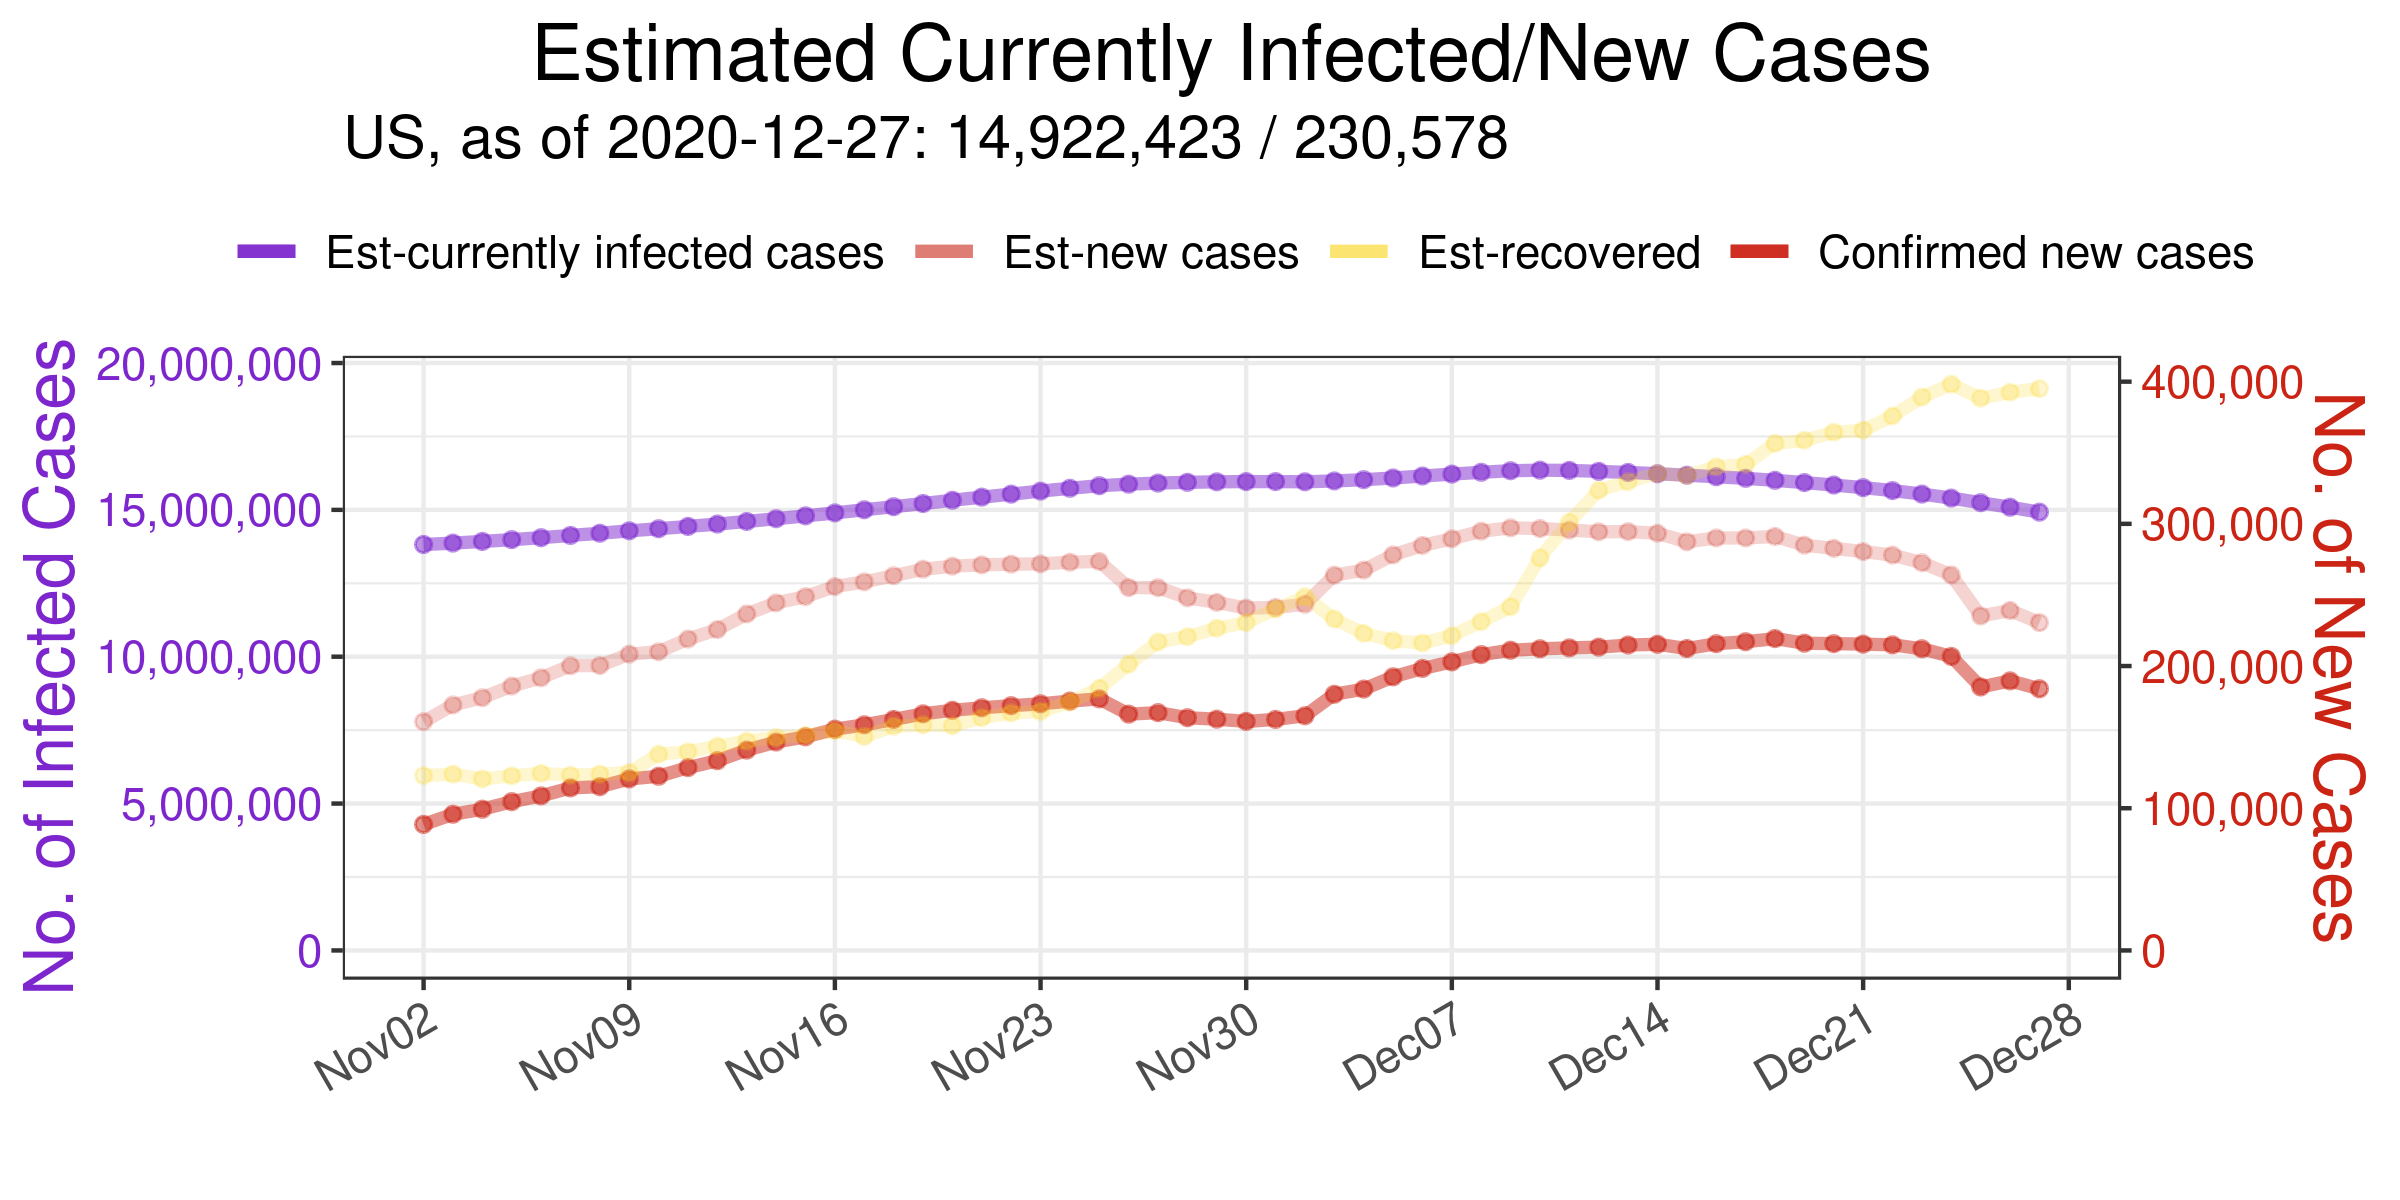 Estimated Currently Infected/New Cases
US, as of 2020-12-27: 14,922,423 / 230,578
Est-currently infected cases Est-new cases Est-recovered Confirmed new cases
No. of Infected Cases
20,000,000
15,000,000
10,000,000
5,000,000
0
400,000
300,000
200,000
100,000
0
No. of New Cases
Nov02 Nov09 Nov16 Nov23 Nov30 Dec07 Dec14 Dec21 Dec28